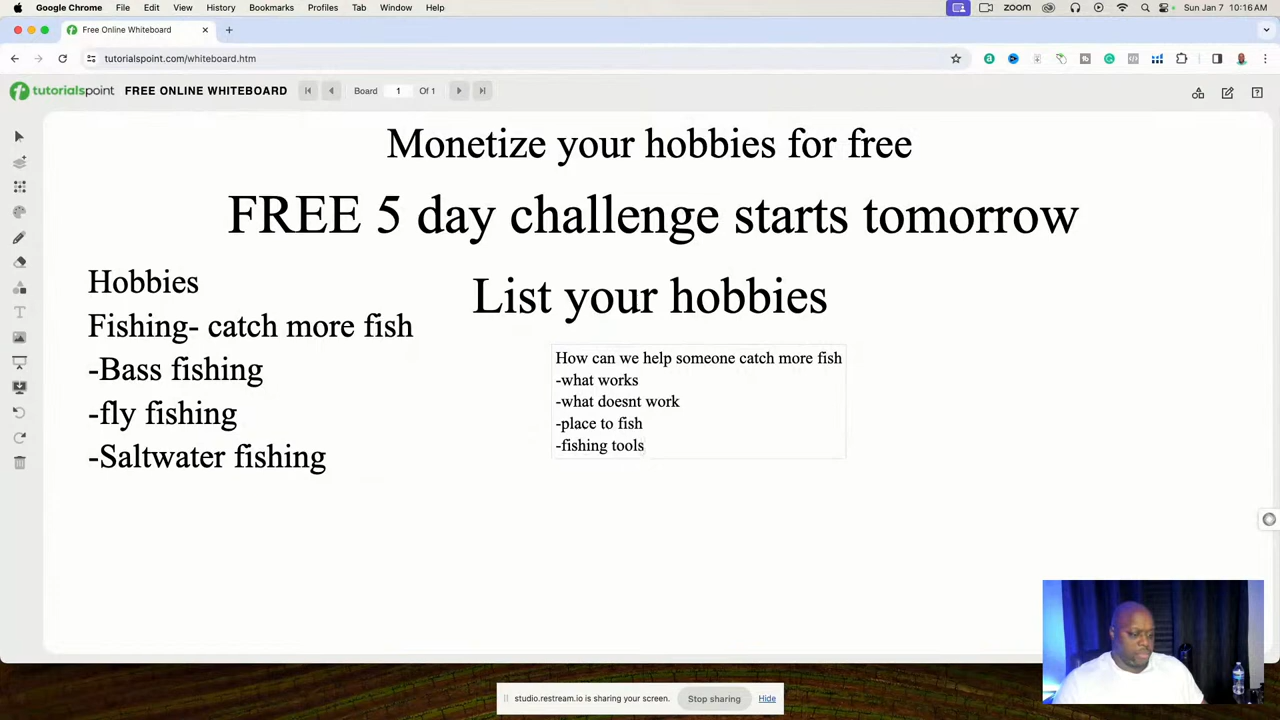 Google Chrome File Edit View History Bookmarks Profiles Tab Window Help zoom Sun Jan 7 10:16 AM
Free Online Whiteboard
tutorialspoint.com/whiteboard.htm
tutorialspoint FREE ONLINE WHITEBOARD Board 1 Of 1
Monetize your hobbies for free
FREE 5 day challenge starts tomorrow
Hobbies
List your hobbies
Fishing- catch more fish
-Bass fishing
-fly fishing
-Saltwater fishing
How can we help someone catch more fish
-what works
-what doesnt work
-place to fish
-fishing tools
studio.restream.io is sharing your screen. Stop sharing Hide